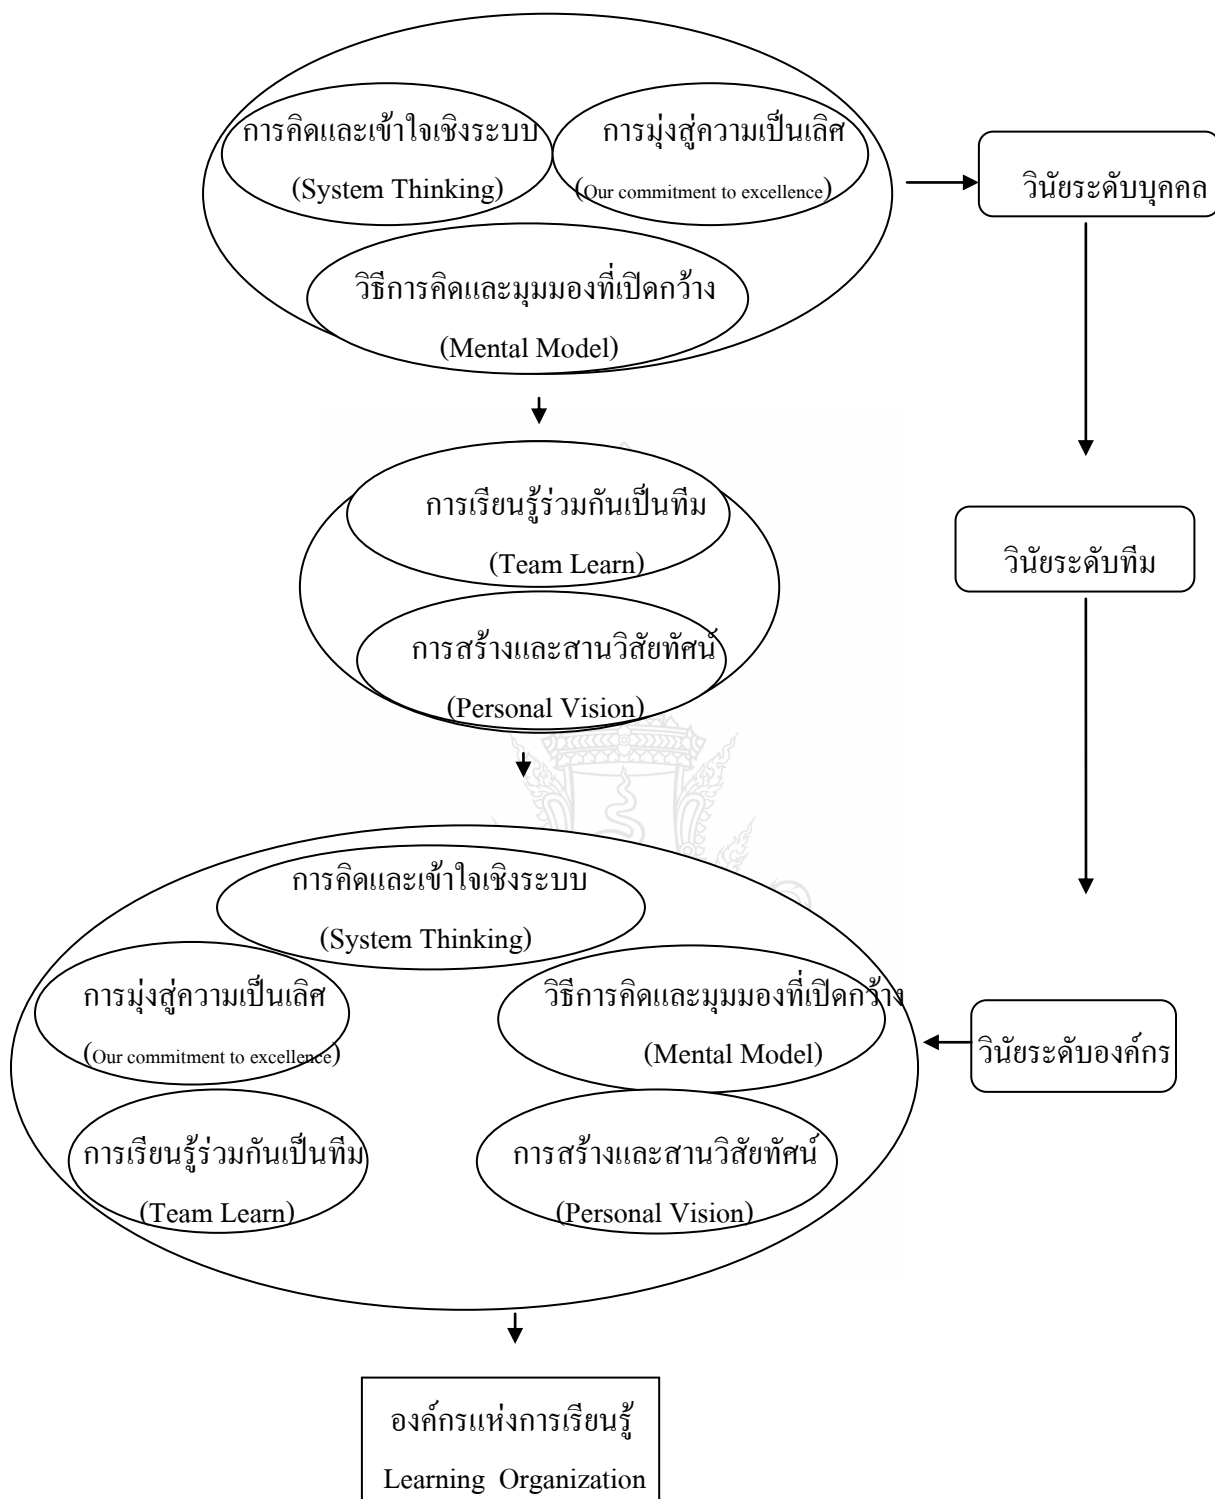 การคิดและเข้าใจเชิงระบบ
(System Thinking)
การมุ่งสู่ความเป็นเลิศ
(Our commitment to excellence)
วินัยระดับบุคคล
วิธีการคิดและมุมมองที่เปิดกว้าง
(Mental Model)
การเรียนรู้ร่วมกันเป็นทีม
(Team Learn)
วินัยระดับทีม
การสร้างและสานวิสัยทัศน์
(Personal Vision)
การคิดและเข้าใจเชิงระบบ
(System Thinking)
การมุ่งสู่ความเป็นเลิศ
(Our commitment to excellence)
วิธีการคิดและมุมมองที่เปิดกว้าง
(Mental Model)
วินัยระดับองค์กร
การเรียนรู้ร่วมกันเป็นทีม
(Team Learn)
การสร้างและสานวิสัยทัศน์
(Personal Vision)
องค์กรแห่งการเรียนรู้
Learning Organization